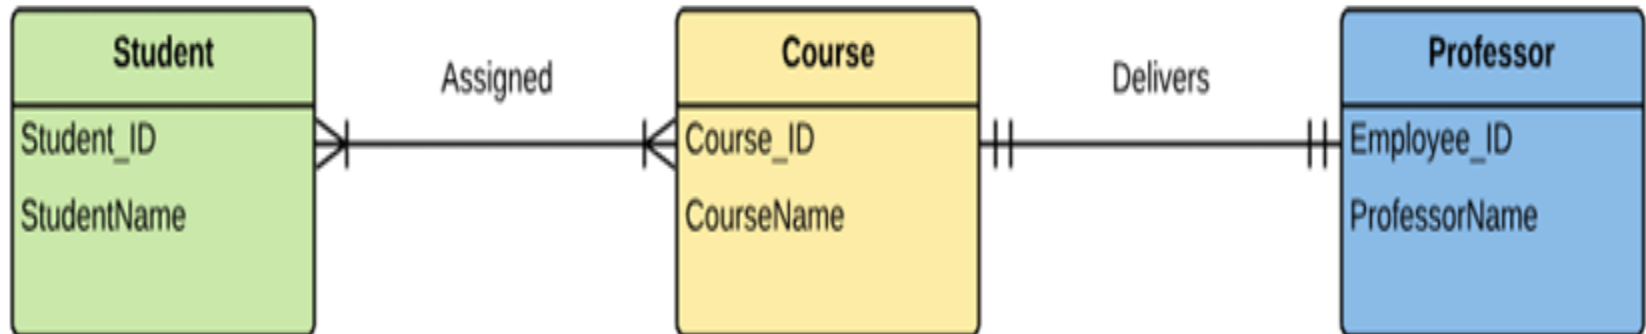 Student
Student_ID
StudentName
Assigned
Course
Course_ID
CourseName
Delivers
Professor
Employee_ID
ProfessorName